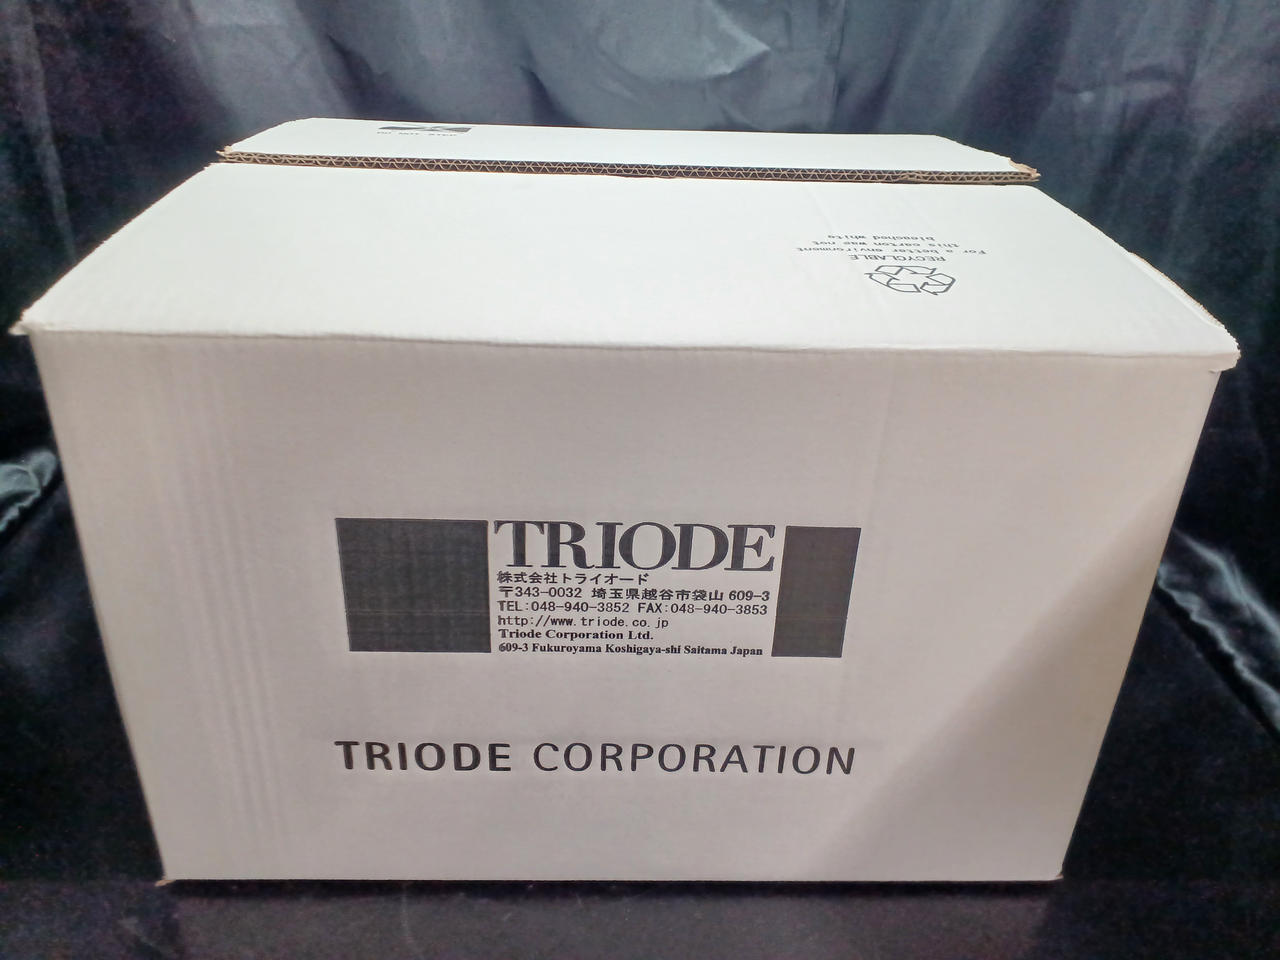 DO NOT STEP
RECYCLABLE
For a better environment
this carton was not
bleached white
TRIODE
株式会社トライオード
〒343-0032 埼玉県越谷市袋山 609-3
TEL:048-940-3852 FAX:048-940-3853
http://www.triode.co.jp
Triode Corporation Ltd.
609-3 Fukuroyama Koshigaya-shi Saitama Japan
TRIODE CORPORATION